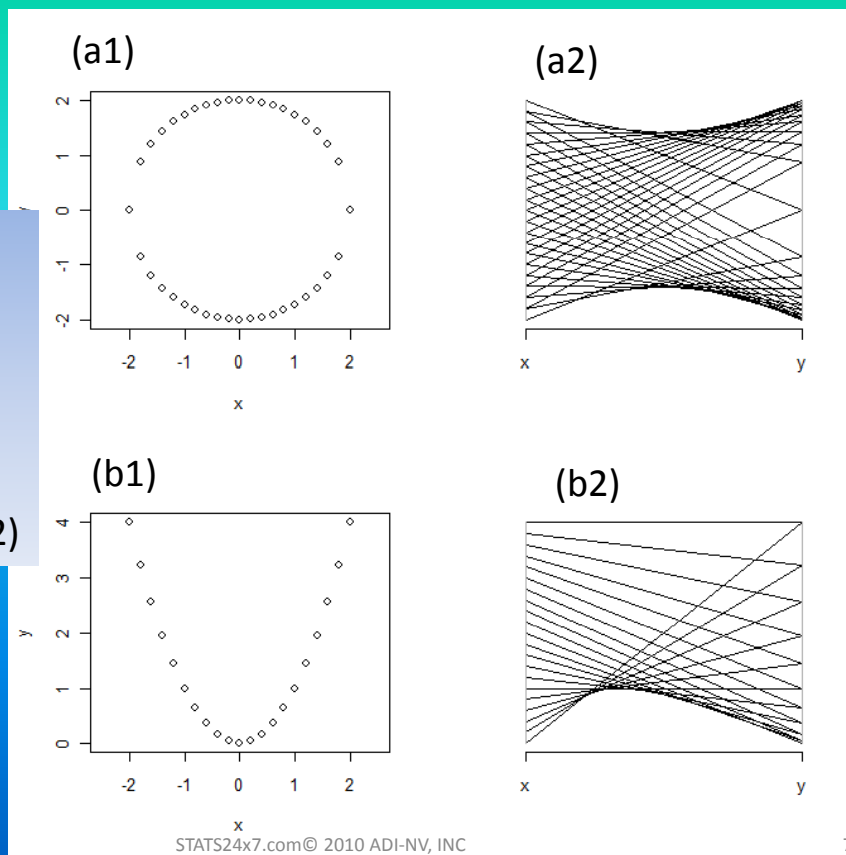 (a1)
(a2)
2
1
0
-1
-2
-2 -1 0 1 2
x
x y
(b1)
(b2)
2)
4
3
2
1
0
y
-2 -1 0 1 2
x
x y
STATS24x7.com© 2010 ADI-NV, INC